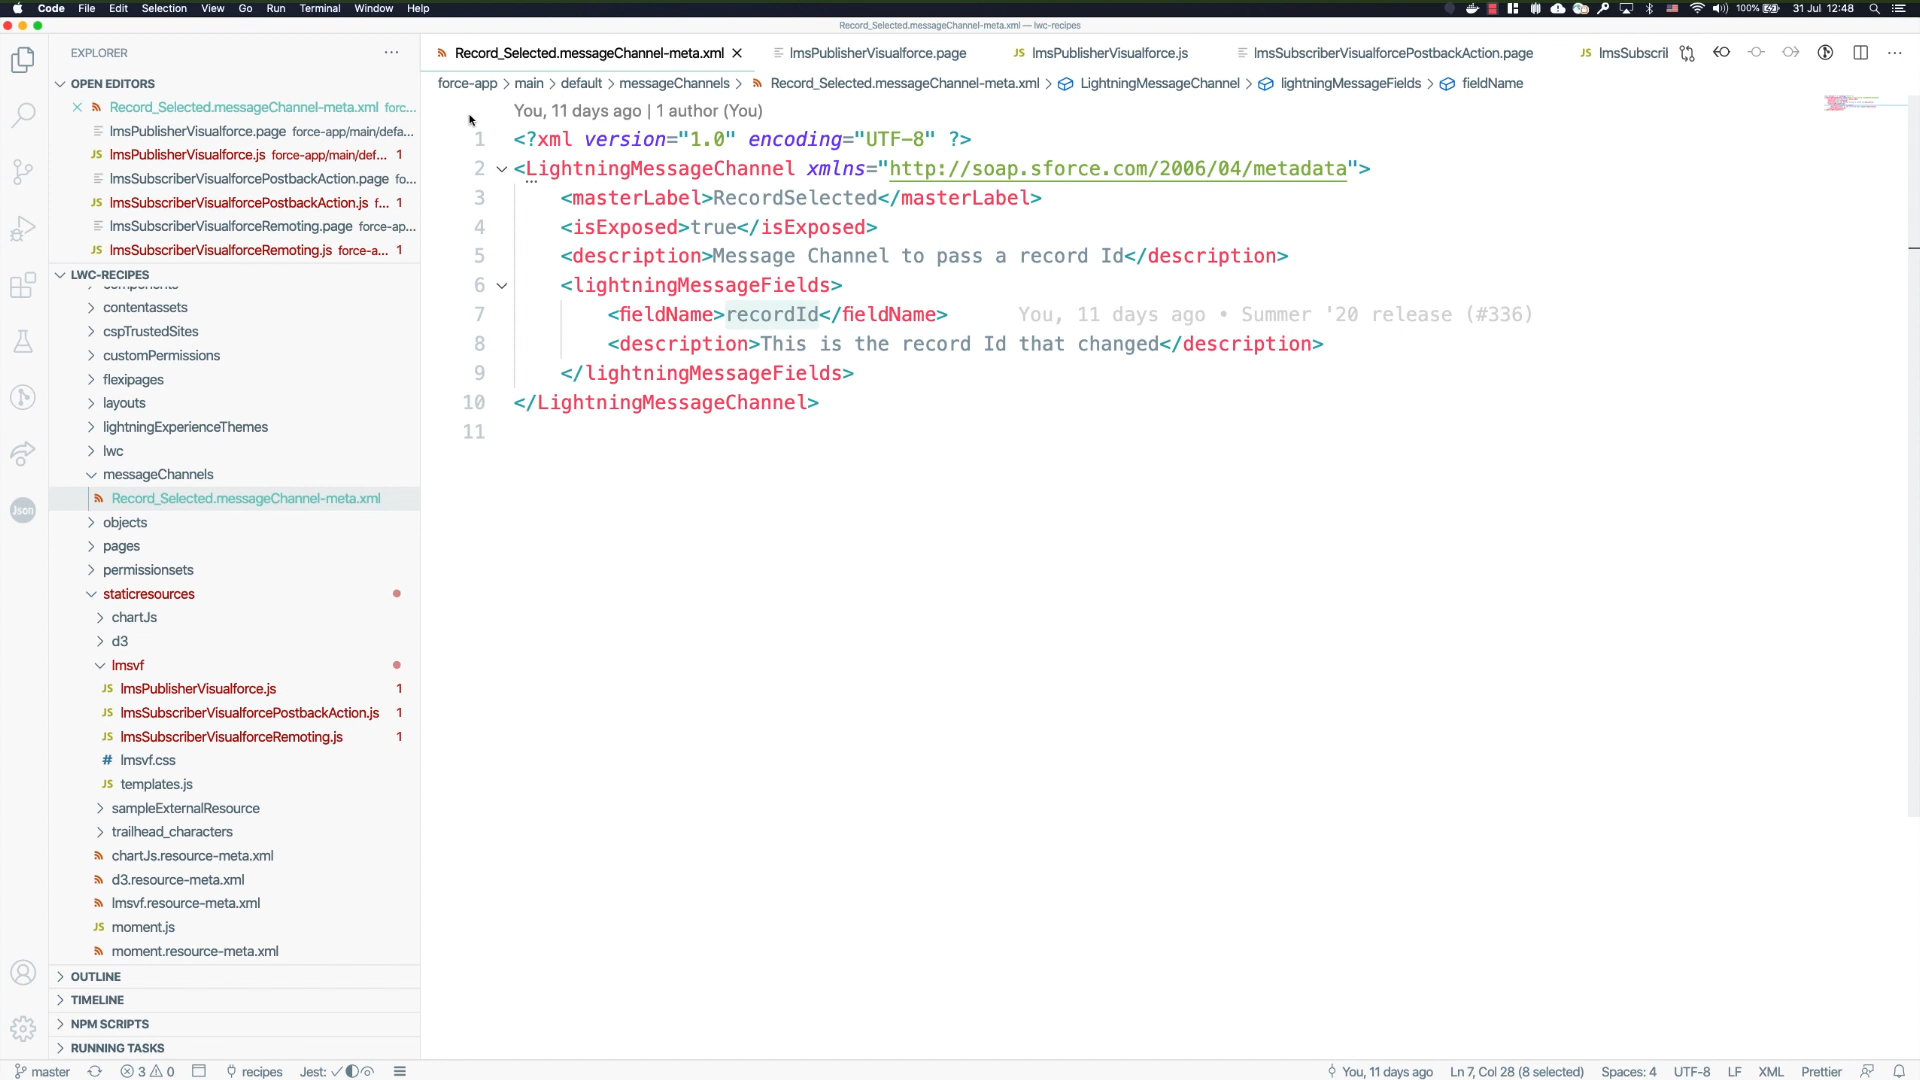 Code File Edit Selection View Go Run Terminal Window Help
100% 31 Jul 12:48
Record_Selected.messageChannel-meta.xml — lwc-recipes
EXPLORER
OPEN EDITORS
Record_Selected.messageChannel-meta.xml forc...
lmsPublisherVisualforce.page force-app/main/defa...
JS lmsPublisherVisualforce.js force-app/main/def... 1
lmsSubscriberVisualforcePostbackAction.page fo...
JS lmsSubscriberVisualforcePostbackAction.js f... 1
lmsSubscriberVisualforceRemoting.page force-ap...
JS lmsSubscriberVisualforceRemoting.js force-a... 1
LWC-RECIPES
components
contentassets
cspTrustedSites
customPermissions
flexipages
layouts
lightningExperienceThemes
lwc
messageChannels
Record_Selected.messageChannel-meta.xml
objects
pages
permissionsets
staticresources
chartJs
d3
lmsvf
JS lmsPublisherVisualforce.js 1
JS lmsSubscriberVisualforcePostbackAction.js 1
JS lmsSubscriberVisualforceRemoting.js 1
# lmsvf.css
JS templates.js
sampleExternalResource
trailhead_characters
chartJs.resource-meta.xml
d3.resource-meta.xml
lmsvf.resource-meta.xml
JS moment.js
moment.resource-meta.xml
OUTLINE
TIMELINE
NPM SCRIPTS
RUNNING TASKS
Json
Record_Selected.messageChannel-meta.xml lmsPublisherVisualforce.page JS lmsPublisherVisualforce.js lmsSubscriberVisualforcePostbackAction.page JS lmsSubscril
force-app > main > default > messageChannels > Record_Selected.messageChannel-meta.xml > LightningMessageChannel > lightningMessageFields > fieldName
You, 11 days ago | 1 author (You)
1 <?xml version="1.0" encoding="UTF-8" ?>
2 <LightningMessageChannel xmlns="http://soap.sforce.com/2006/04/metadata">
3 <masterLabel>RecordSelected</masterLabel>
4 <isExposed>true</isExposed>
5 <description>Message Channel to pass a record Id</description>
6 <lightningMessageFields>
7 <fieldName>recordId</fieldName> You, 11 days ago • Summer '20 release (#336)
8 <description>This is the record Id that changed</description>
9 </lightningMessageFields>
10 </LightningMessageChannel>
11
master 3 0 recipes Jest: You, 11 days ago Ln 7, Col 28 (8 selected) Spaces: 4 UTF-8 LF XML Prettier